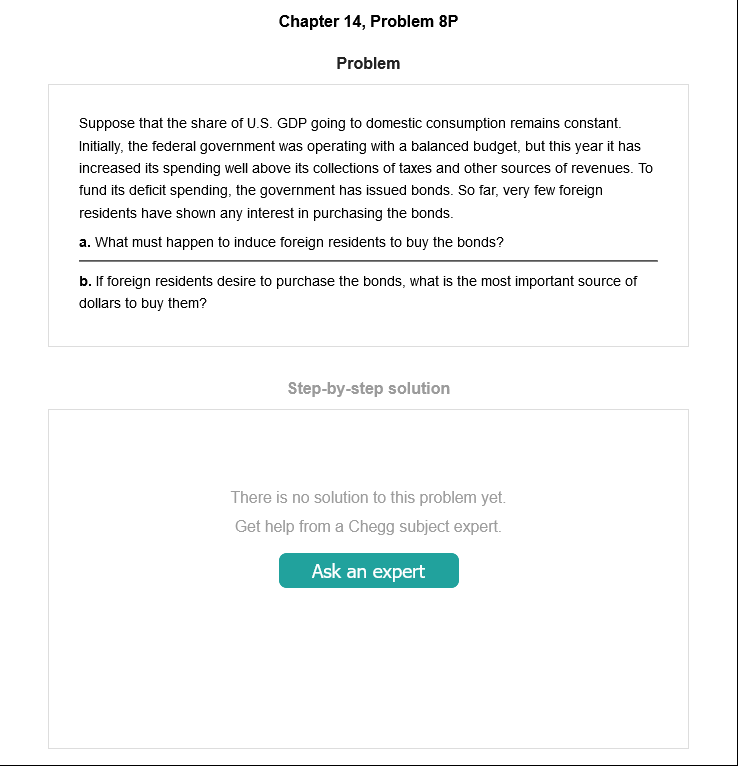 Chapter 14, Problem 8P
Problem
Suppose that the share of U.S. GDP going to domestic consumption remains constant.
Initially, the federal government was operating with a balanced budget, but this year it has
increased its spending well above its collections of taxes and other sources of revenues. To
fund its deficit spending, the government has issued bonds. So far, very few foreign
residents have shown any interest in purchasing the bonds.
a. What must happen to induce foreign residents to buy the bonds?
b. If foreign residents desire to purchase the bonds, what is the most important source of
dollars to buy them?
Step-by-step solution
There is no solution to this problem yet.
Get help from a Chegg subject expert.
Ask an expert